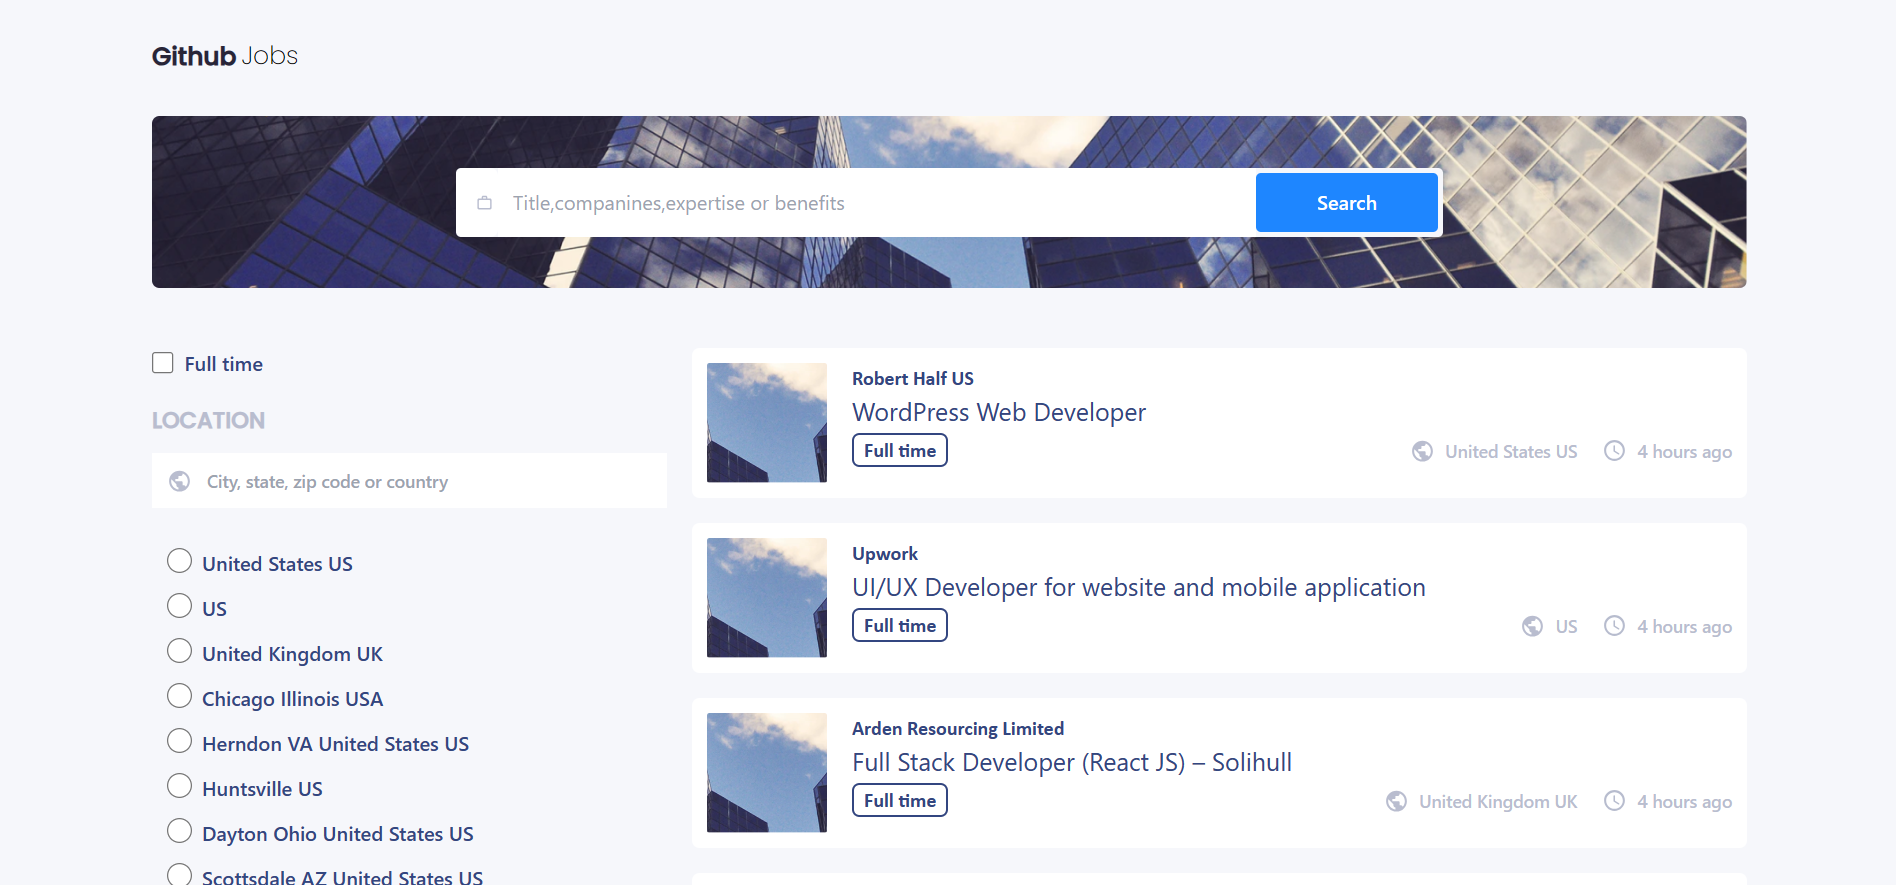 Github Jobs
Title,companines,expertise or benefits
Search
Full time
LOCATION
City, state, zip code or country
United States US
US
United Kingdom UK
Chicago Illinois USA
Herndon VA United States US
Huntsville US
Dayton Ohio United States US
Scottsdale AZ United States US
Robert Half US
WordPress Web Developer
Full time
United States US
4 hours ago
Upwork
UI/UX Developer for website and mobile application
Full time
US
4 hours ago
Arden Resourcing Limited
Full Stack Developer (React JS) – Solihull
Full time
United Kingdom UK
4 hours ago